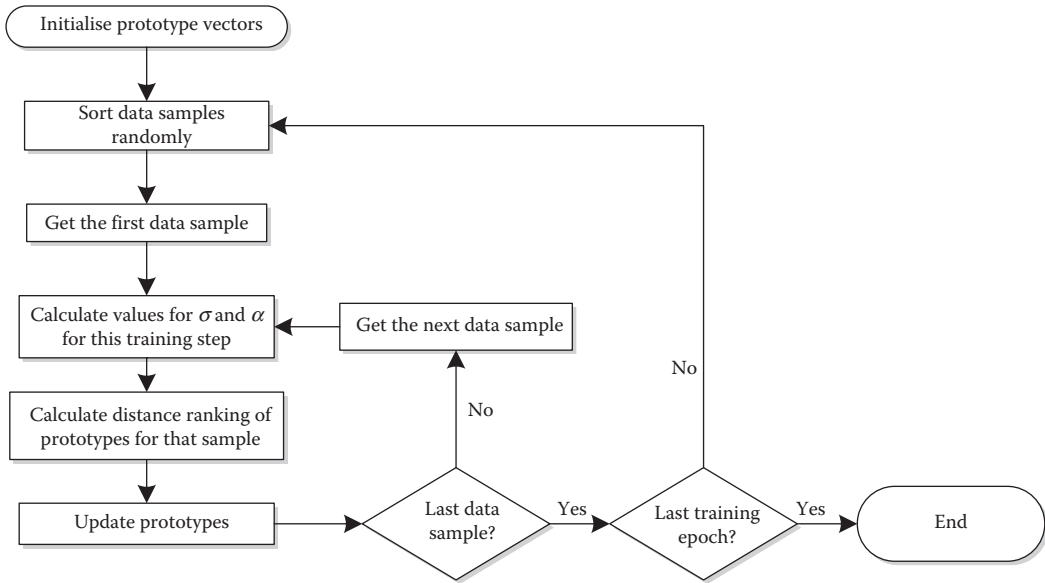 Initialise prototype vectors
Sort data samples
randomly
Get the first data sample
Calculate values for σ and α
for this training step
Get the next data sample
No
No
Calculate distance ranking of
prototypes for that sample
Update prototypes
Last data
sample?
Yes
Last training
epoch?
Yes
End